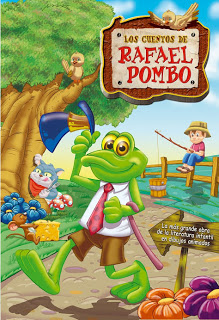 LOS CUENTOS DE
RAFAEL
POMBO
La más grande obra
de la literatura infantil
en dibujos animados